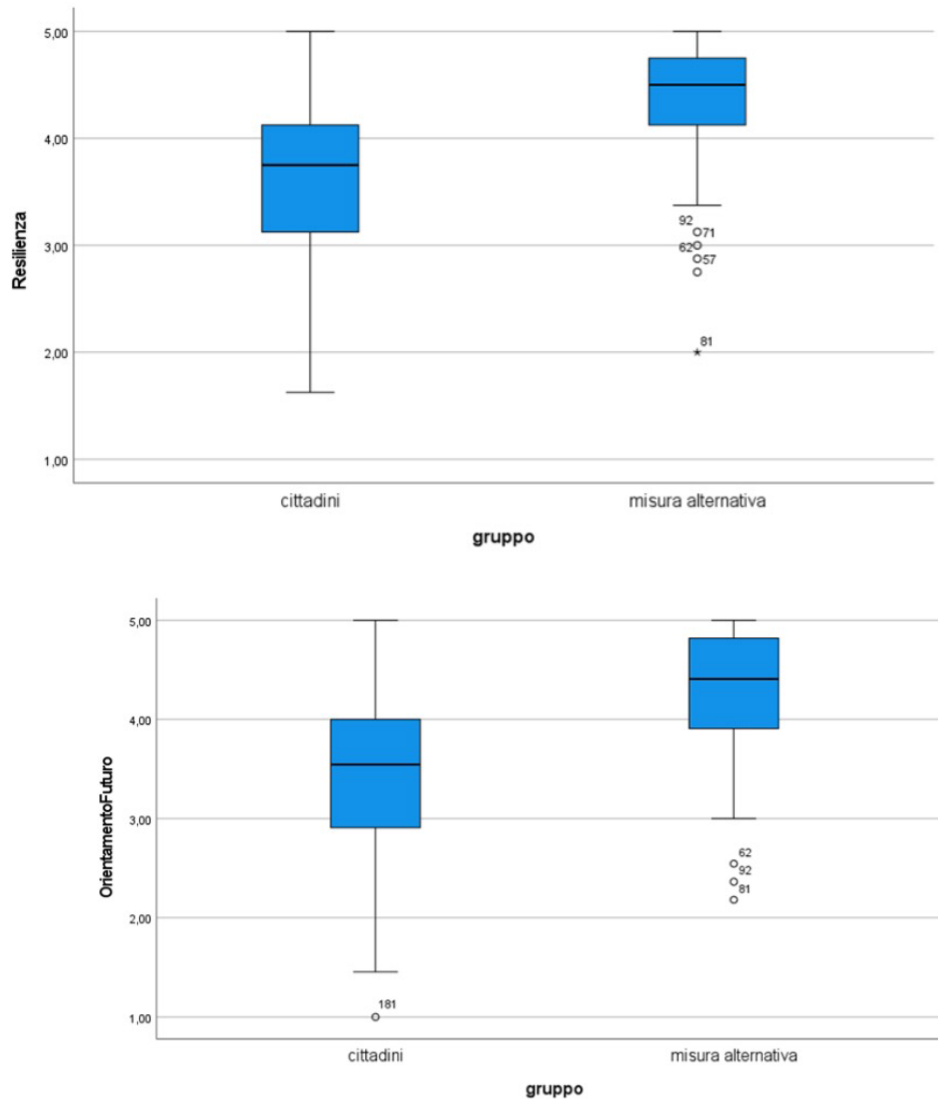 5,00
4,00
3,00
2,00
1,00
Resilienza
92
71
62
57
81
cittadini
misura alternativa
gruppo
5,00
4,00
3,00
2,00
1,00
OrientamentoFuturo
62
92
81
181
cittadini
misura alternativa
gruppo